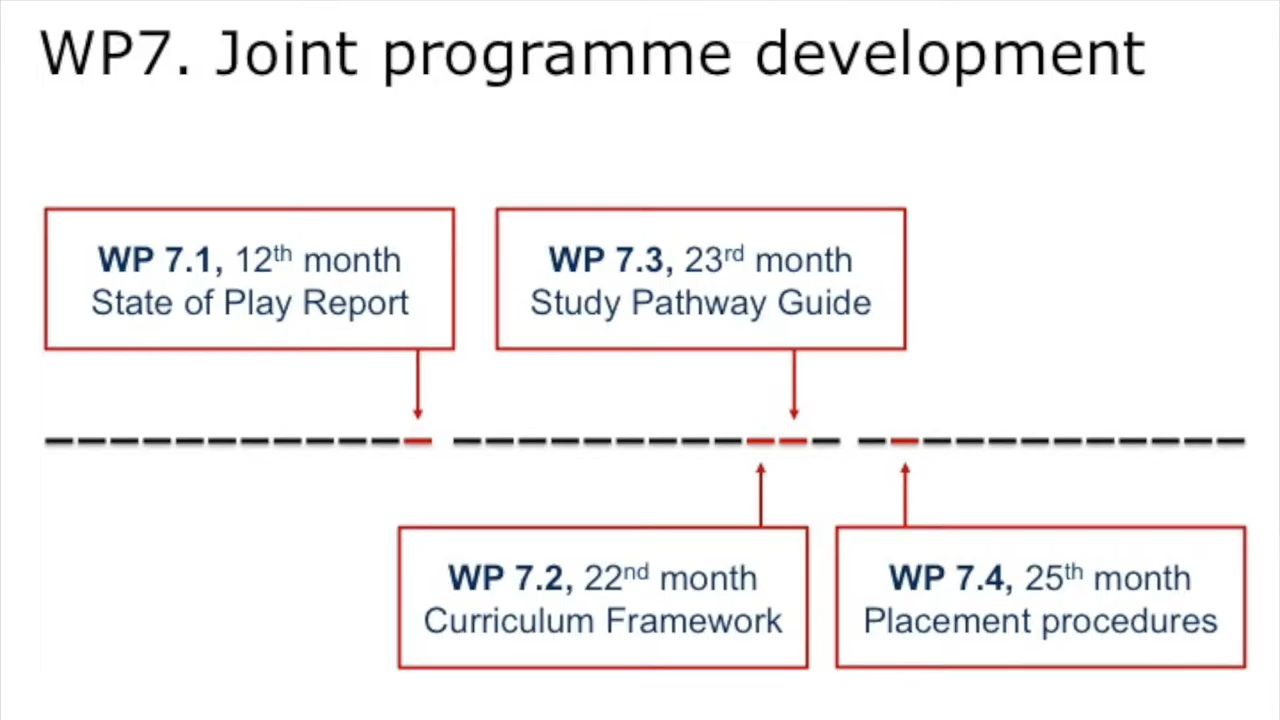 WP7. Joint programme development
WP 7.1, 12th month
State of Play Report
WP 7.3, 23rd month
Study Pathway Guide
WP 7.2, 22nd month
Curriculum Framework
WP 7.4, 25th month
Placement procedures